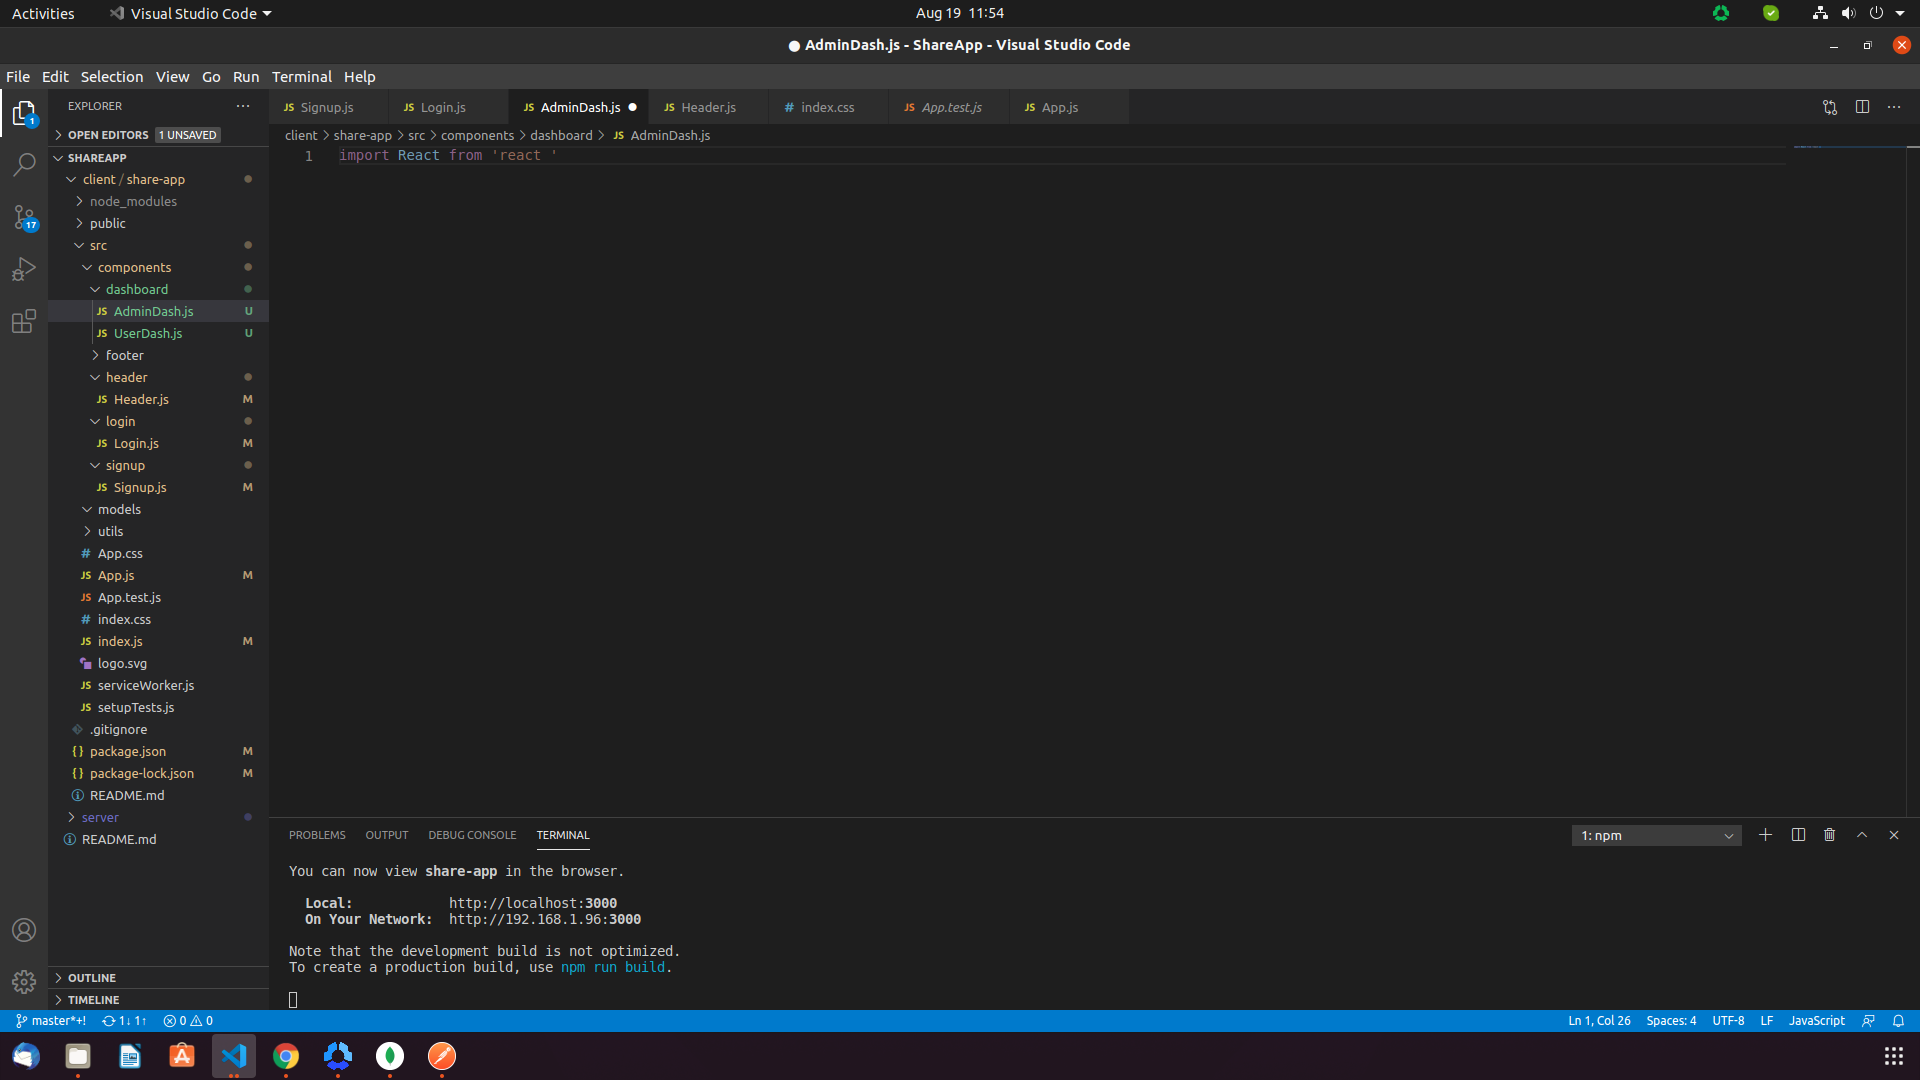 Activities
Visual Studio Code
Aug 19 11:54
● AdminDash.js - ShareApp - Visual Studio Code
File Edit Selection View Go Run Terminal Help
EXPLORER
OPEN EDITORS 1 UNSAVED
SHAREAPP
client / share-app
node_modules
public
src
components
dashboard
JS AdminDash.js U
JS UserDash.js U
footer
header
JS Header.js M
login
JS Login.js M
signup
JS Signup.js M
models
utils
# App.css
JS App.js M
JS App.test.js
# index.css
JS index.js M
logo.svg
JS serviceWorker.js
JS setupTests.js
.gitignore
{} package.json M
{} package-lock.json M
README.md
server
README.md
OUTLINE
TIMELINE
1
17
JS Signup.js
JS Login.js
JS AdminDash.js ●
JS Header.js
# index.css
JS App.test.js
JS App.js
client > share-app > src > components > dashboard > JS AdminDash.js
1 import React from 'react '
PROBLEMS OUTPUT DEBUG CONSOLE TERMINAL
1: npm
You can now view share-app in the browser.
Local: http://localhost:3000
On Your Network: http://192.168.1.96:3000
Note that the development build is not optimized.
To create a production build, use npm run build.
master*+! 1↓ 1↑ 0 0
Ln 1, Col 26 Spaces: 4 UTF-8 LF JavaScript